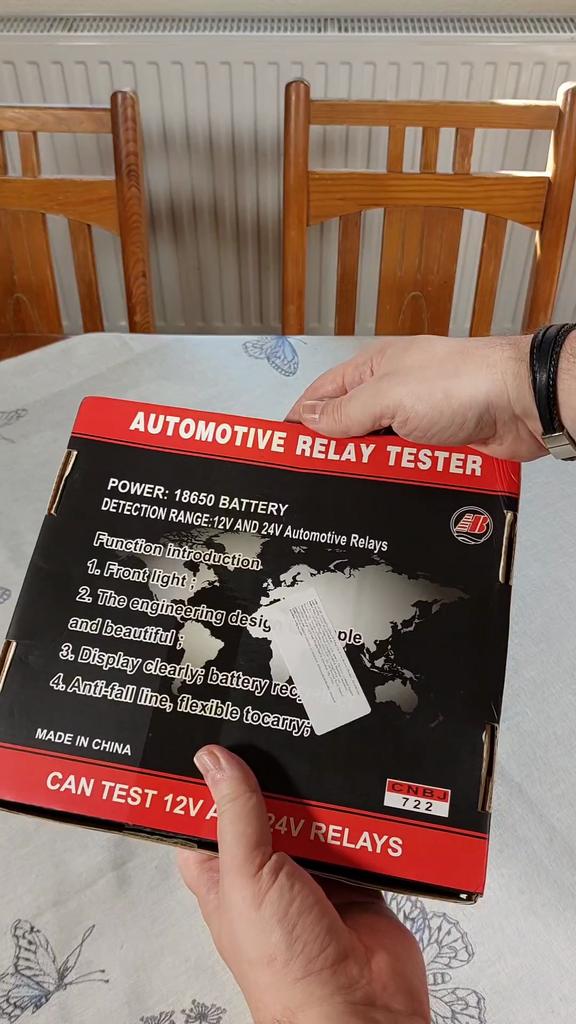 AUTOMOTIVE RELAY TESTER
POWER: 18650 BATTERY
DETECTION RANGE:12V AND 24V Automotive Relays
Function introduction
1. Front light ;
2. The engineering design
and beautiful ;
3. Display clearly; battery
4. Anti-fall line, flexible tocarry;
MADE IN CHINA
CNBJ
722
CAN TEST 12V 24V RELAYS